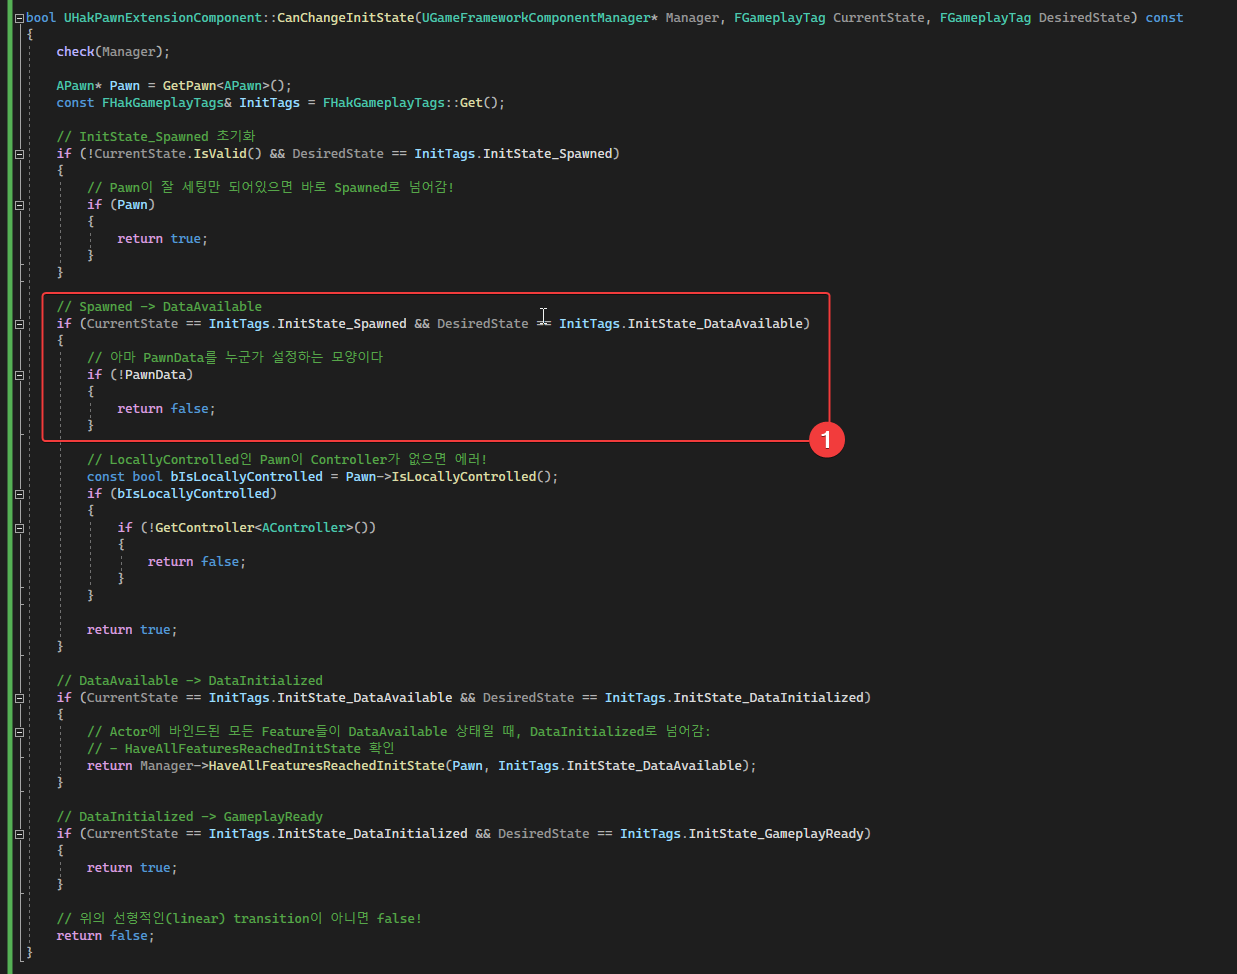 bool UHakPawnExtensionComponent::CanChangeInitState(UGameFrameworkComponentManager* Manager, FGameplayTag CurrentState, FGameplayTag DesiredState) const
{
check(Manager);
APawn* Pawn = GetPawn<APawn>();
const FHakGameplayTags& InitTags = FHakGameplayTags::Get();
// InitState_Spawned 초기화
if (!CurrentState.IsValid() && DesiredState == InitTags.InitState_Spawned)
{
// Pawn이 잘 세팅만 되어있으면 바로 Spawned로 넘어감!
if (Pawn)
{
return true;
}
}
// Spawned -> DataAvailable
if (CurrentState == InitTags.InitState_Spawned && DesiredState == InitTags.InitState_DataAvailable)
{
// 아마 PawnData를 누군가 설정하는 모양이다
if (!PawnData)
{
return false;
}
1
// LocallyControlled인 Pawn이 Controller가 없으면 에러!
const bool bIsLocallyControlled = Pawn->IsLocallyControlled();
if (bIsLocallyControlled)
{
if (!GetController<AController>())
{
return false;
}
}
return true;
}
// DataAvailable -> DataInitialized
if (CurrentState == InitTags.InitState_DataAvailable && DesiredState == InitTags.InitState_DataInitialized)
{
// Actor에 바인드된 모든 Feature들이 DataAvailable 상태일 때, DataInitialized로 넘어감:
// - HaveAllFeaturesReachedInitState 확인
return Manager->HaveAllFeaturesReachedInitState(Pawn, InitTags.InitState_DataAvailable);
}
// DataInitialized -> GameplayReady
if (CurrentState == InitTags.InitState_DataInitialized && DesiredState == InitTags.InitState_GameplayReady)
{
return true;
}
// 위의 선형적인(linear) transition이 아니면 false!
return false;
}